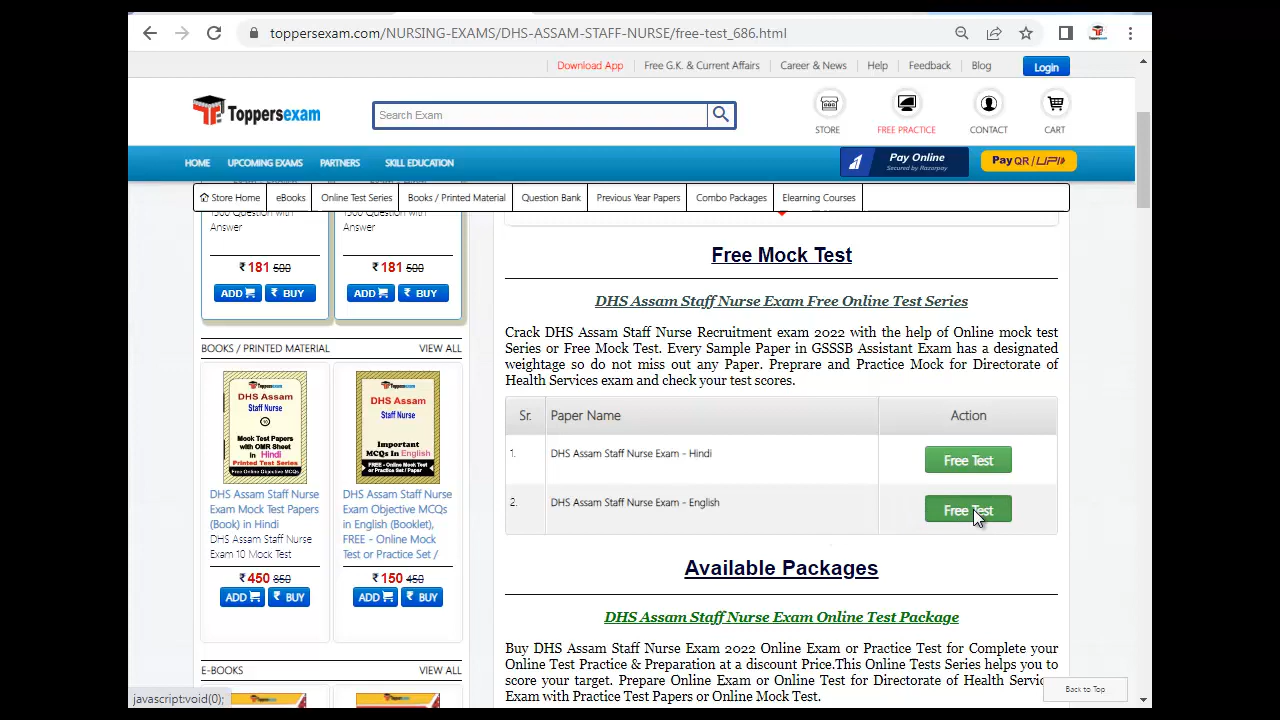 toppersexam.com/NURSING-EXAMS/DHS-ASSAM-STAFF-NURSE/free-test_686.html
Download App Free G.K. & Current Affairs Career & News Help Feedback Blog Login
Toppersexam
Search Exam
STORE FREE PRACTICE CONTACT CART
HOME UPCOMING EXAMS PARTNERS SKILL EDUCATION
Pay Online
Secured by Razorpay
Pay QR / UPI
Store Home eBooks Online Test Series Books / Printed Material Question Bank Previous Year Papers Combo Packages Elearning Courses
1500 Question with
Answer
₹ 181 500
ADD ₹ BUY
1500 Question with
Answer
₹ 181 500
ADD ₹ BUY
BOOKS / PRINTED MATERIAL VIEW ALL
Toppersexam
DHS Assam
Staff Nurse
10
Mock Test Papers
with OMR Sheet
in Hindi
Printed Test Series
Free Online Objective MCQs
DHS Assam Staff Nurse
Exam Mock Test Papers
(Book) in Hindi
DHS Assam Staff Nurse
Exam 10 Mock Test
₹ 450 850
ADD ₹ BUY
Toppersexam
DHS Assam
Staff Nurse
Important
MCQs In English
FREE - Online Mock Test
or Practice Set / Paper
DHS Assam Staff Nurse
Exam Objective MCQs
in English (Booklet),
FREE - Online Mock
Test or Practice Set /
₹ 150 450
ADD ₹ BUY
E-BOOKS VIEW ALL
Free Mock Test
DHS Assam Staff Nurse Exam Free Online Test Series
Crack DHS Assam Staff Nurse Recruitment exam 2022 with the help of Online mock test
Series or Free Mock Test. Every Sample Paper in GSSSB Assistant Exam has a designated
weightage so do not miss out any Paper. Preprare and Practice Mock for Directorate of
Health Services exam and check your test scores.
Sr. Paper Name Action
1. DHS Assam Staff Nurse Exam - Hindi Free Test
2. DHS Assam Staff Nurse Exam - English Free Test
Available Packages
DHS Assam Staff Nurse Exam Online Test Package
Buy DHS Assam Staff Nurse Exam 2022 Online Exam or Practice Test for Complete your
Online Test Practice & Preparation at a discount Price.This Online Tests Series helps you to
score your target. Prepare Online Exam or Online Test for Directorate of Health
Exam with Practice Test Papers or Online Mock Test.
Back to Top
javascript:void(0);